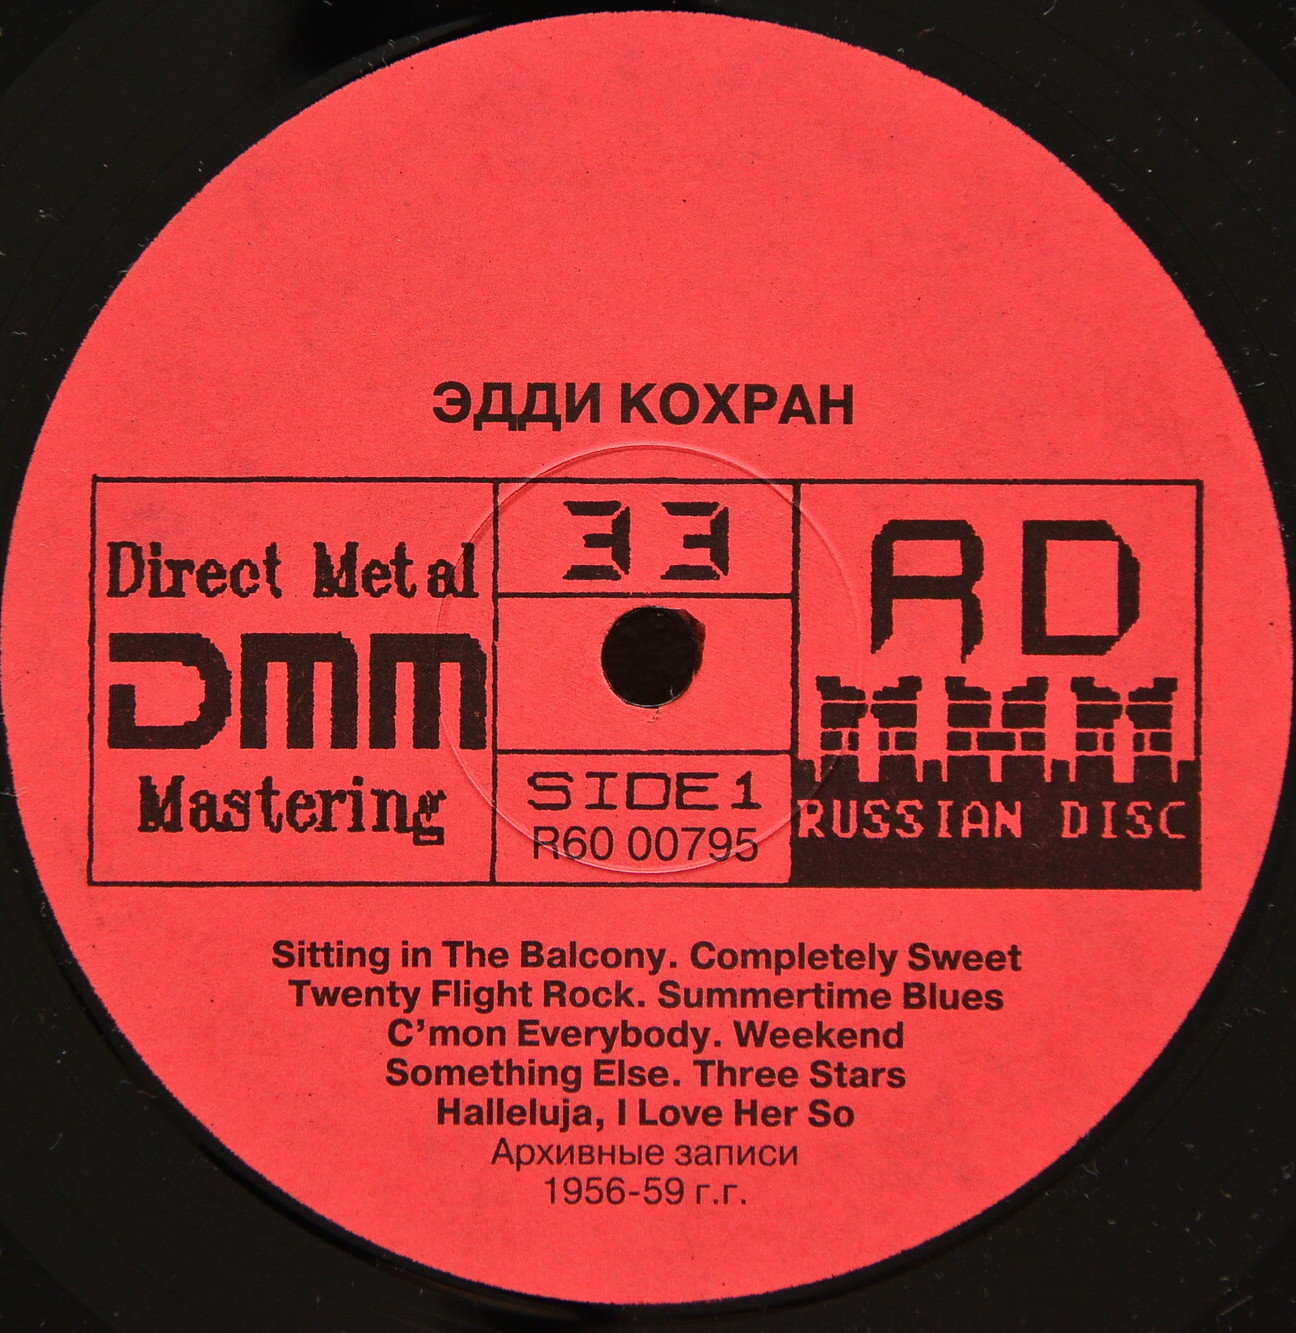 ЭДДИ КОХРАН
Direct Metal
DMM
Mastering
33
SIDE 1
R60 00795
RD
RUSSIAN DISC
Sitting in The Balcony. Completely Sweet
Twenty Flight Rock. Summertime Blues
C’mon Everybody. Weekend
Something Else. Three Stars
Halleluja, I Love Her So
Архивные записи
1956-59 г.г.